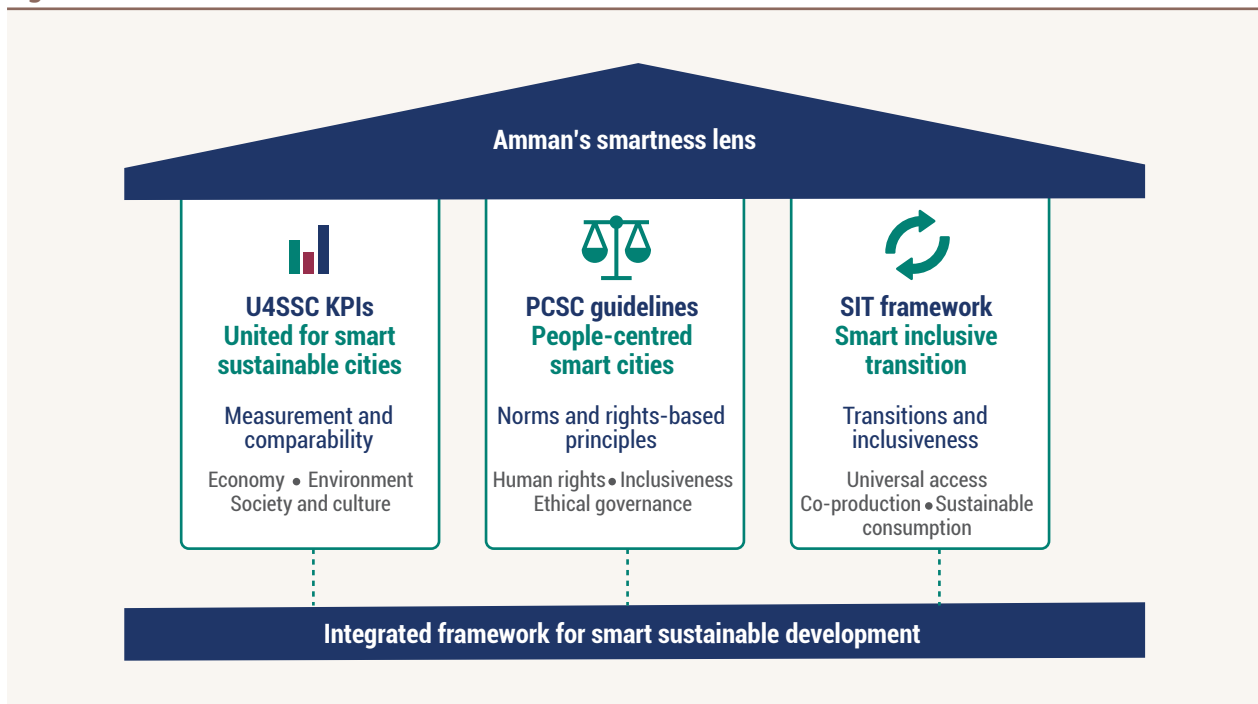 Amman's smartness lens
U4SSC KPIs
United for smart
sustainable cities
Measurement and
comparability
Economy • Environment
Society and culture
PCSC guidelines
People-centred
smart cities
Norms and rights-based
principles
Human rights • Inclusiveness
Ethical governance
SIT framework
Smart inclusive
transition
Transitions and
inclusiveness
Universal access
Co-production • Sustainable
consumption
Integrated framework for smart sustainable development